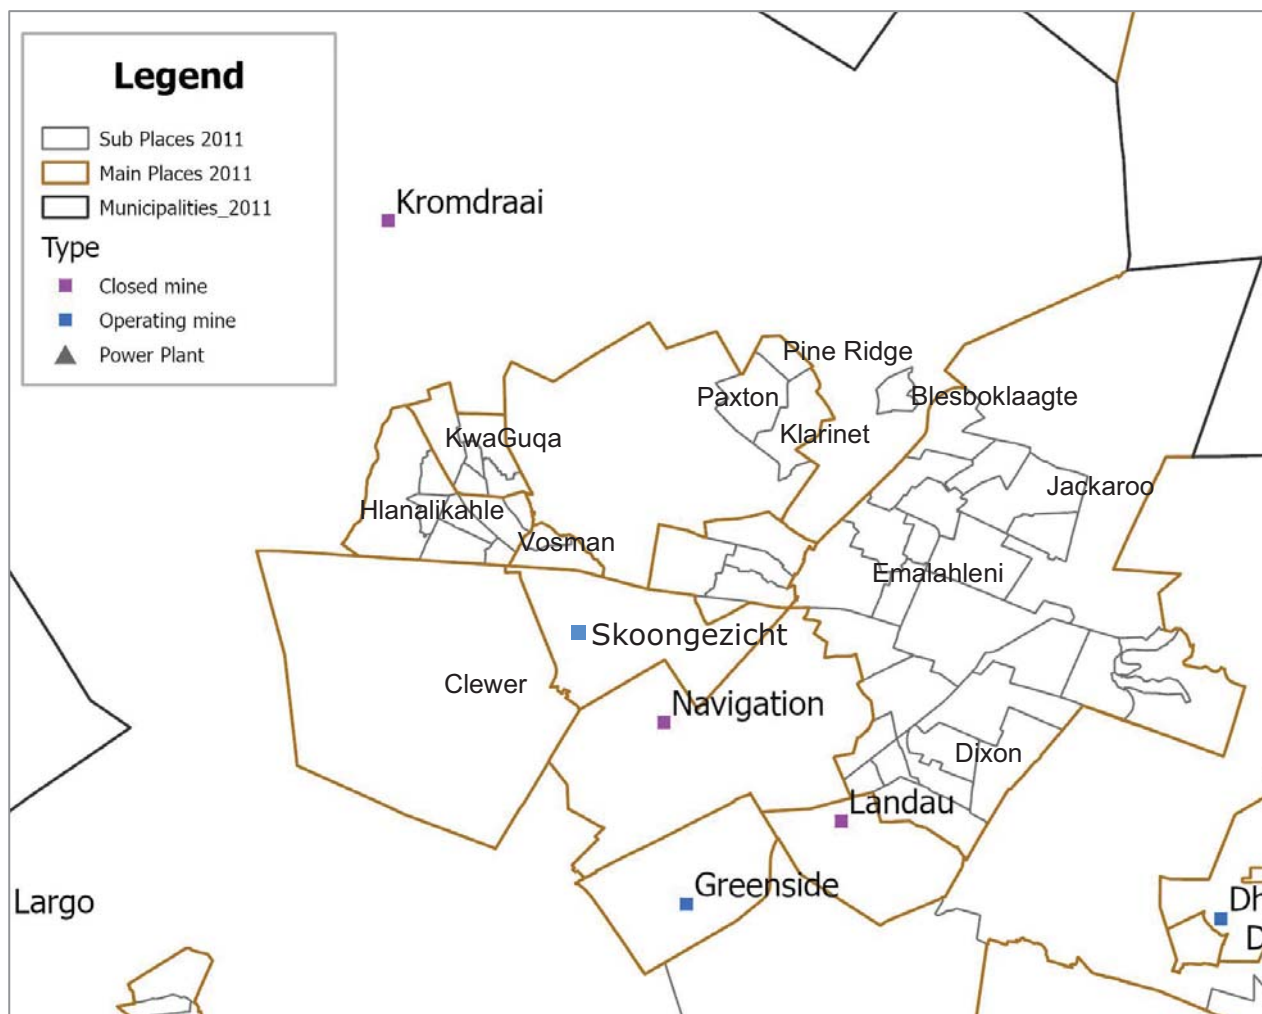 Legend
Sub Places 2011
Main Places 2011
Municipalities_2011
Type
Closed mine
Operating mine
Power Plant
Kromdraai
Pine Ridge
Paxton
Blesboklaagte
Klarinet
KwaGuqa
Jackaroo
Hlanalikahle
Vosman
Emalahleni
Skoongezicht
Clewer
Navigation
Dixon
Landau
Greenside
Largo
Dh
D